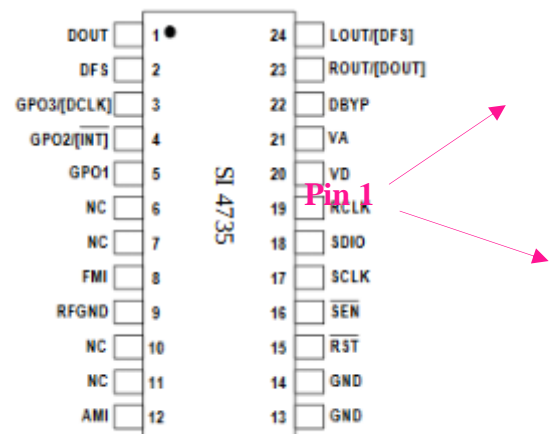 DOUT 1 24 LOUT/[DFS]
DFS 2 23 ROUT/[DOUT]
GPO3/[DCLK] 3 22 DBYP
GPO2/[INT] 4 21 VA
GPO1 5 20 VD
Pin 1
NC 6 19 RCLK
NC 7 18 SDIO
FMI 8 17 SCLK
RFGND 9 16 SEN
NC 10 15 RST
NC 11 14 GND
AMI 12 13 GND
SI 4735